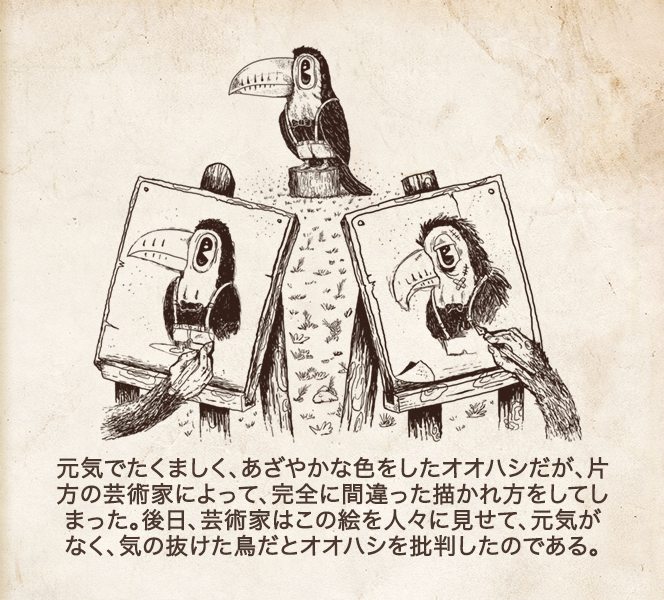 元気でたくましく、あざやかな色をしたオオハシだが、片
方の芸術家によって、完全に間違った描かれ方をしてし
まった。後日、芸術家はこの絵を人々に見せて、元気が
なく、気の抜けた鳥だとオオハシを批判したのである。